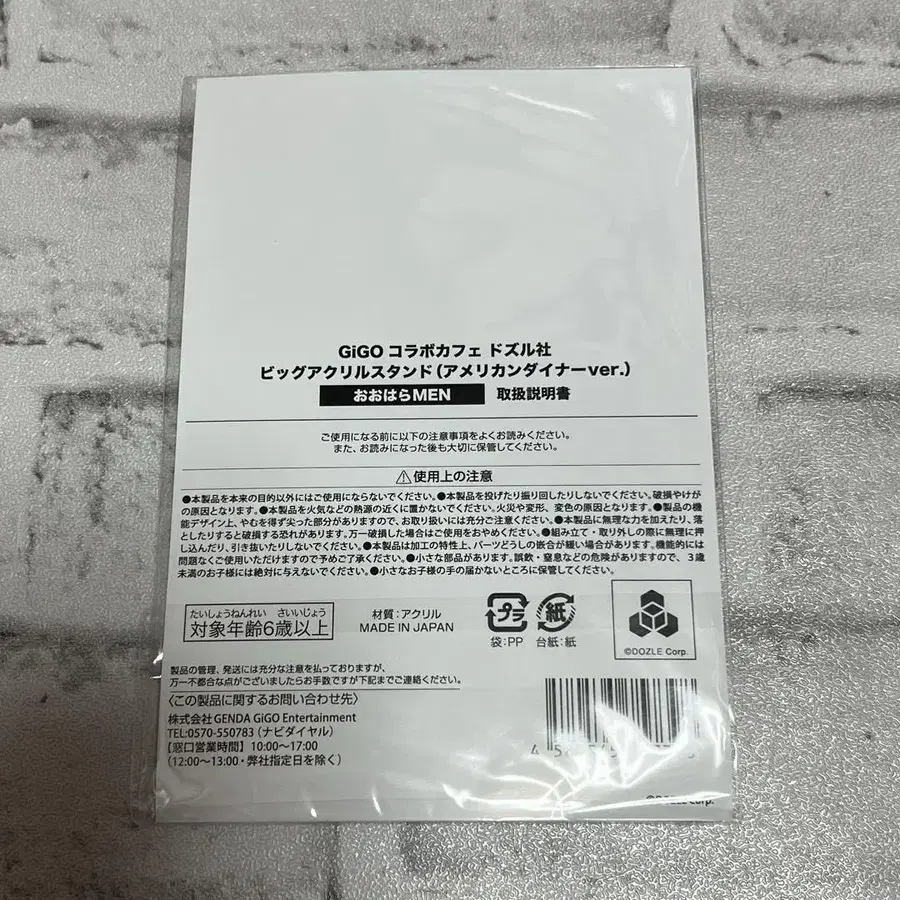 GiGO コラボカフェ ドズル社
ビッグアクリルスタンド(アメリカンダイナーver.)
おおはらMEN 取扱説明書
ご使用になる前に以下の注意事項をよくお読みください。
また、お読みになった後も大切に保管してください。
⚠使用上の注意
●本製品を本来の目的以外にはご使用にならないでください。●本製品を投げたり振り回したりしないでください。破損やけが
の原因となります。●本製品を火気などの熱源の近くに置かないでください。火災や変形、変色の原因となります。●製品の機
能デザイン上、やむを得ず尖った部分がありますので、お取り扱いには充分ご注意ください。●本製品に無理な力を加えたり、落
としたりすると破損する恐れがあります。万一破損した場合はご使用をおやめください。●組み立て・取り外しの際に無理に押
し込んだり、引き抜いたりしないでください。●本製品は加工の特性上、パーツどうしの嵌合が緩い場合があります。機能的には
問題なくご使用いただけますので予めご了承ください。●小さな部品があります。誤飲・窒息などの危険がありますので、3歳
未満のお子様には絶対に与えないでください。●小さなお子様の手の届かないところに保管してください。
たいしょうねんれい さいいじょう
対象年齢6歳以上
材質:アクリル
MADE IN JAPAN
プラ
袋:PP
紙
台紙:紙
©DOZLE Corp.
製品の管理、発送には充分な注意を払っておりますが、
万一不都合な点がございましたらお手数ですが下記までご連絡ください。
〈この製品に関するお問い合わせ先〉
株式会社GENDA GiGO Entertainment
TEL:0570-550783(ナビダイヤル)
【窓口営業時間】10:00〜17:00
(12:00〜13:00・弊社指定日を除く)
©DOZLE Corp.